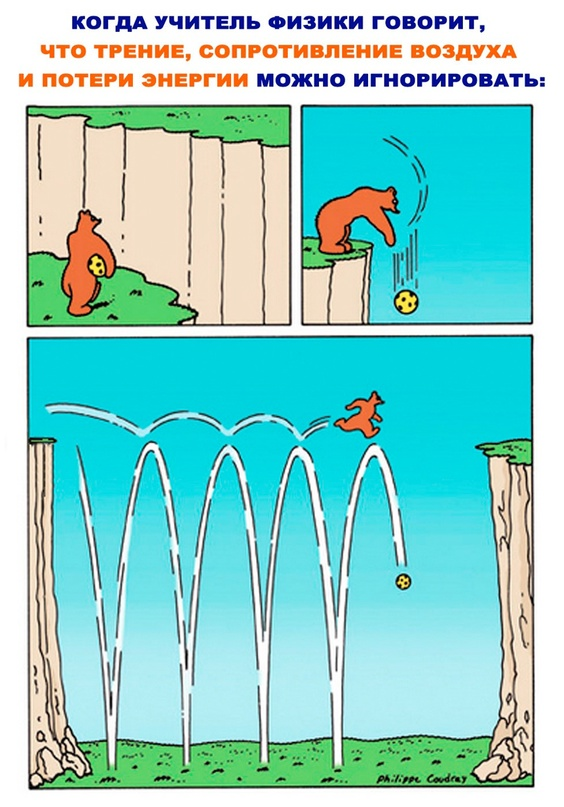 КОГДА УЧИТЕЛЬ ФИЗИКИ ГОВОРИТ,
ЧТО ТРЕНИЕ, СОПРОТИВЛЕНИЕ ВОЗДУХА
И ПОТЕРИ ЭНЕРГИИ МОЖНО ИГНОРИРОВАТЬ:
Philippe Coudray